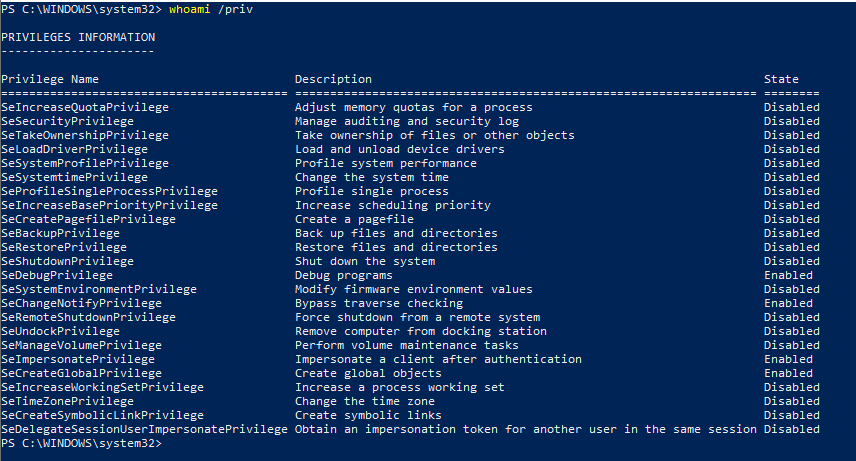 PS C:\WINDOWS\system32> whoami /priv
PRIVILEGES INFORMATION
----------------------
Privilege Name                            Description                                                        State
========================================= ================================================================== ========
SeIncreaseQuotaPrivilege                  Adjust memory quotas for a process                                 Disabled
SeSecurityPrivilege                       Manage auditing and security log                                   Disabled
SeTakeOwnershipPrivilege                  Take ownership of files or other objects                           Disabled
SeLoadDriverPrivilege                     Load and unload device drivers                                     Disabled
SeSystemProfilePrivilege                  Profile system performance                                         Disabled
SeSystemtimePrivilege                     Change the system time                                             Disabled
SeProfileSingleProcessPrivilege           Profile single process                                             Disabled
SeIncreaseBasePriorityPrivilege           Increase scheduling priority                                       Disabled
SeCreatePagefilePrivilege                 Create a pagefile                                                  Disabled
SeBackupPrivilege                         Back up files and directories                                      Disabled
SeRestorePrivilege                        Restore files and directories                                      Disabled
SeShutdownPrivilege                       Shut down the system                                               Disabled
SeDebugPrivilege                          Debug programs                                                     Enabled
SeSystemEnvironmentPrivilege              Modify firmware environment values                                 Disabled
SeChangeNotifyPrivilege                   Bypass traverse checking                                           Enabled
SeRemoteShutdownPrivilege                 Force shutdown from a remote system                                Disabled
SeUndockPrivilege                         Remove computer from docking station                               Disabled
SeManageVolumePrivilege                   Perform volume maintenance tasks                                   Disabled
SeImpersonatePrivilege                    Impersonate a client after authentication                          Enabled
SeCreateGlobalPrivilege                   Create global objects                                              Enabled
SeIncreaseWorkingSetPrivilege             Increase a process working set                                     Disabled
SeTimeZonePrivilege                       Change the time zone                                               Disabled
SeCreateSymbolicLinkPrivilege             Create symbolic links                                              Disabled
SeDelegateSessionUserImpersonatePrivilege Obtain an impersonation token for another user in the same session Disabled
PS C:\WINDOWS\system32>